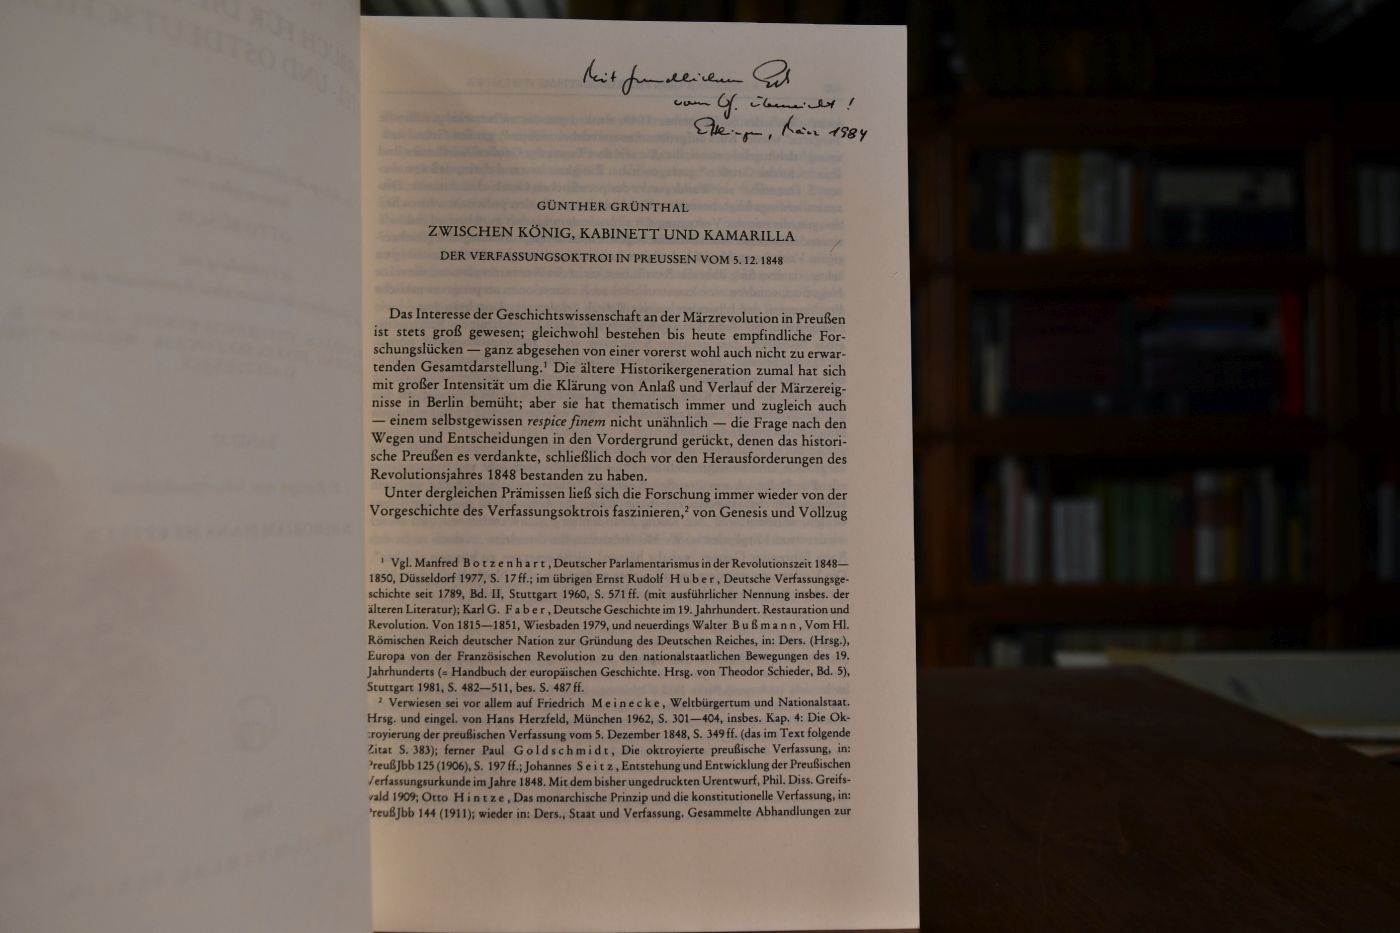 Mit freundlichem Gruß
vom Vf. überreicht!
Ettlingen, März 1984
GÜNTHER GRÜNTHAL
ZWISCHEN KÖNIG, KABINETT UND KAMARILLA
DER VERFASSUNGSOKTROI IN PREUSSEN VOM 5. 12. 1848
Das Interesse der Geschichtswissenschaft an der Märzrevolution in Preußen
ist stets groß gewesen; gleichwohl bestehen bis heute empfindliche For-
schungslücken — ganz abgesehen von einer vorerst wohl auch nicht zu erwar-
tenden Gesamtdarstellung.¹ Die ältere Historikergeneration zumal hat sich
mit großer Intensität um die Klärung von Anlaß und Verlauf der Märzereig-
nisse in Berlin bemüht; aber sie hat thematisch immer und zugleich auch
— einem selbstgewissen respice finem nicht unähnlich — die Frage nach den
Wegen und Entscheidungen in den Vordergrund gerückt, denen das histori-
sche Preußen es verdankte, schließlich doch vor den Herausforderungen des
Revolutionsjahres 1848 bestanden zu haben.
Unter dergleichen Prämissen ließ sich die Forschung immer wieder von der
Vorgeschichte des Verfassungsoktrois faszinieren,² von Genesis und Vollzug
¹ Vgl. Manfred Botzenhart, Deutscher Parlamentarismus in der Revolutionszeit 1848—
1850, Düsseldorf 1977, S. 17 ff.; im übrigen Ernst Rudolf Huber, Deutsche Verfassungsge-
schichte seit 1789, Bd. II, Stuttgart 1960, S. 571 ff. (mit ausführlicher Nennung insbes. der
älteren Literatur); Karl G. Faber, Deutsche Geschichte im 19. Jahrhundert. Restauration und
Revolution. Von 1815—1851, Wiesbaden 1979, und neuerdings Walter Bußmann, Vom Hl.
Römischen Reich deutscher Nation zur Gründung des Deutschen Reiches, in: Ders. (Hrsg.),
Europa von der Französischen Revolution zu den nationalstaatlichen Bewegungen des 19.
Jahrhunderts (= Handbuch der europäischen Geschichte. Hrsg. von Theodor Schieder, Bd. 5),
Stuttgart 1981, S. 482—511, bes. S. 487 ff.
² Verwiesen sei vor allem auf Friedrich Meinecke, Weltbürgertum und Nationalstaat.
Hrsg. und eingel. von Hans Herzfeld, München 1962, S. 301—404, insbes. Kap. 4: Die Ok-
troyierung der preußischen Verfassung vom 5. Dezember 1848, S. 349 ff. (das im Text folgende
Zitat S. 383); ferner Paul Goldschmidt, Die oktroyierte preußische Verfassung, in:
PreußJbb 125 (1906), S. 197 ff.; Johannes Seitz, Entstehung und Entwicklung der Preußischen
Verfassungsurkunde im Jahre 1848. Mit dem bisher ungedruckten Urentwurf, Phil. Diss. Greifs-
wald 1909; Otto Hintze, Das monarchische Prinzip und die konstitutionelle Verfassung, in:
PreußJbb 144 (1911); wieder in: Ders., Staat und Verfassung. Gesammelte Abhandlungen zur